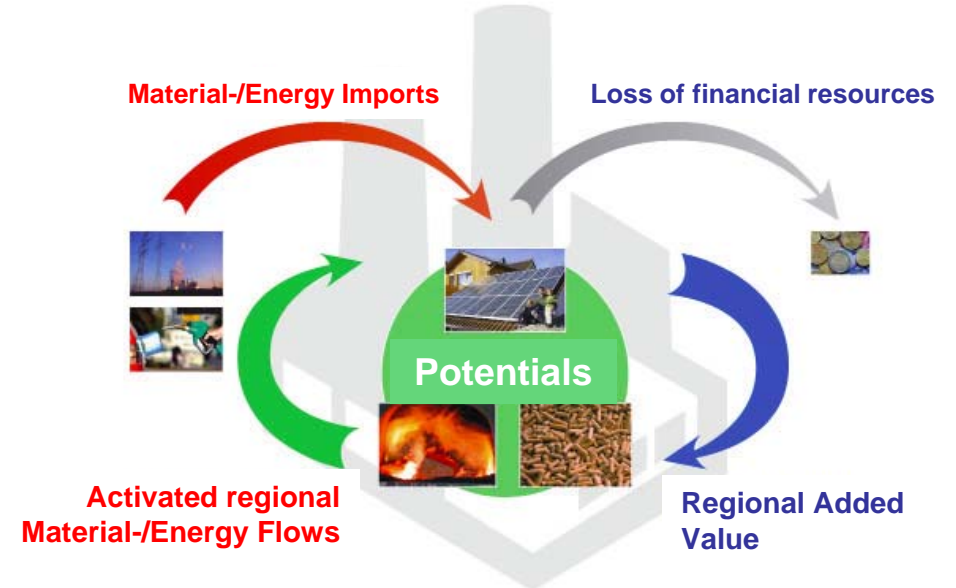 Material-/Energy Imports
Loss of financial resources
Potentials
Activated regional
Material-/Energy Flows
Regional Added
Value